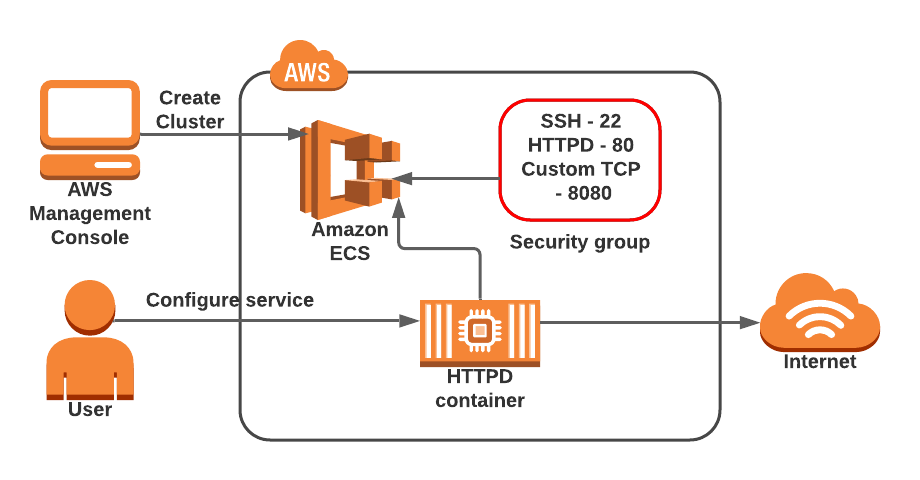 AWS
Create
Cluster
SSH - 22
HTTPD - 80
Custom TCP
- 8080
AWS
Management
Console
Amazon
ECS
Security group
Configure service
HTTPD
container
Internet
User